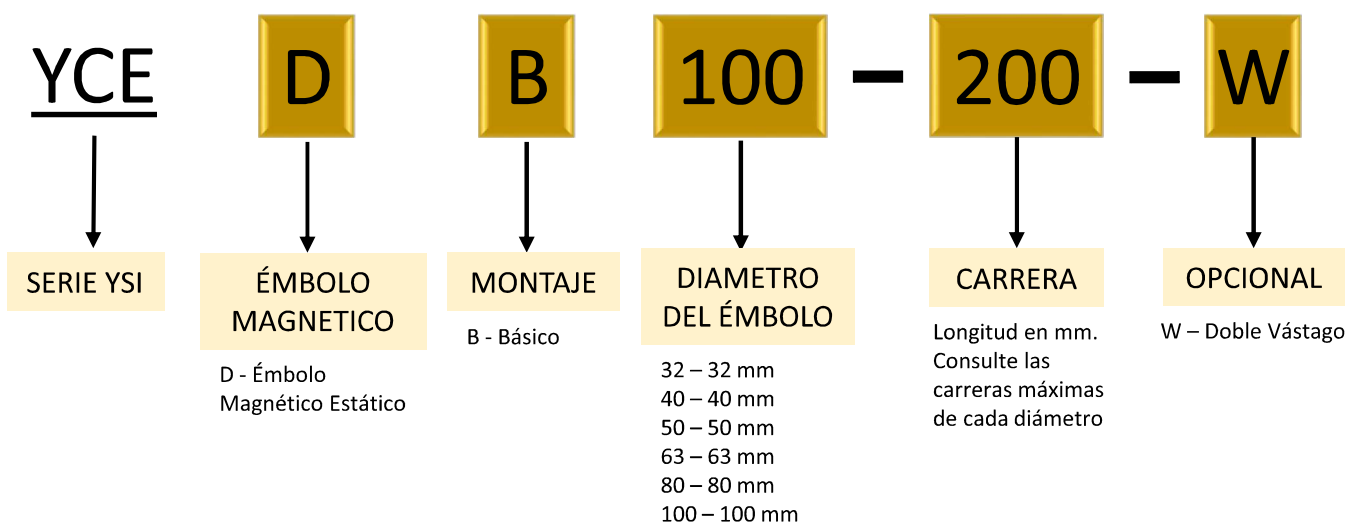 YCE D B 100 – 200 – W
SERIE YSI
ÉMBOLO
MAGNETICO
D - Émbolo
Magnético Estático
MONTAJE
B - Básico
DIAMETRO
DEL ÉMBOLO
32 – 32 mm
40 – 40 mm
50 – 50 mm
63 – 63 mm
80 – 80 mm
100 – 100 mm
CARRERA
Longitud en mm.
Consulte las
carreras máximas
de cada diámetro
OPCIONAL
W – Doble Vástago